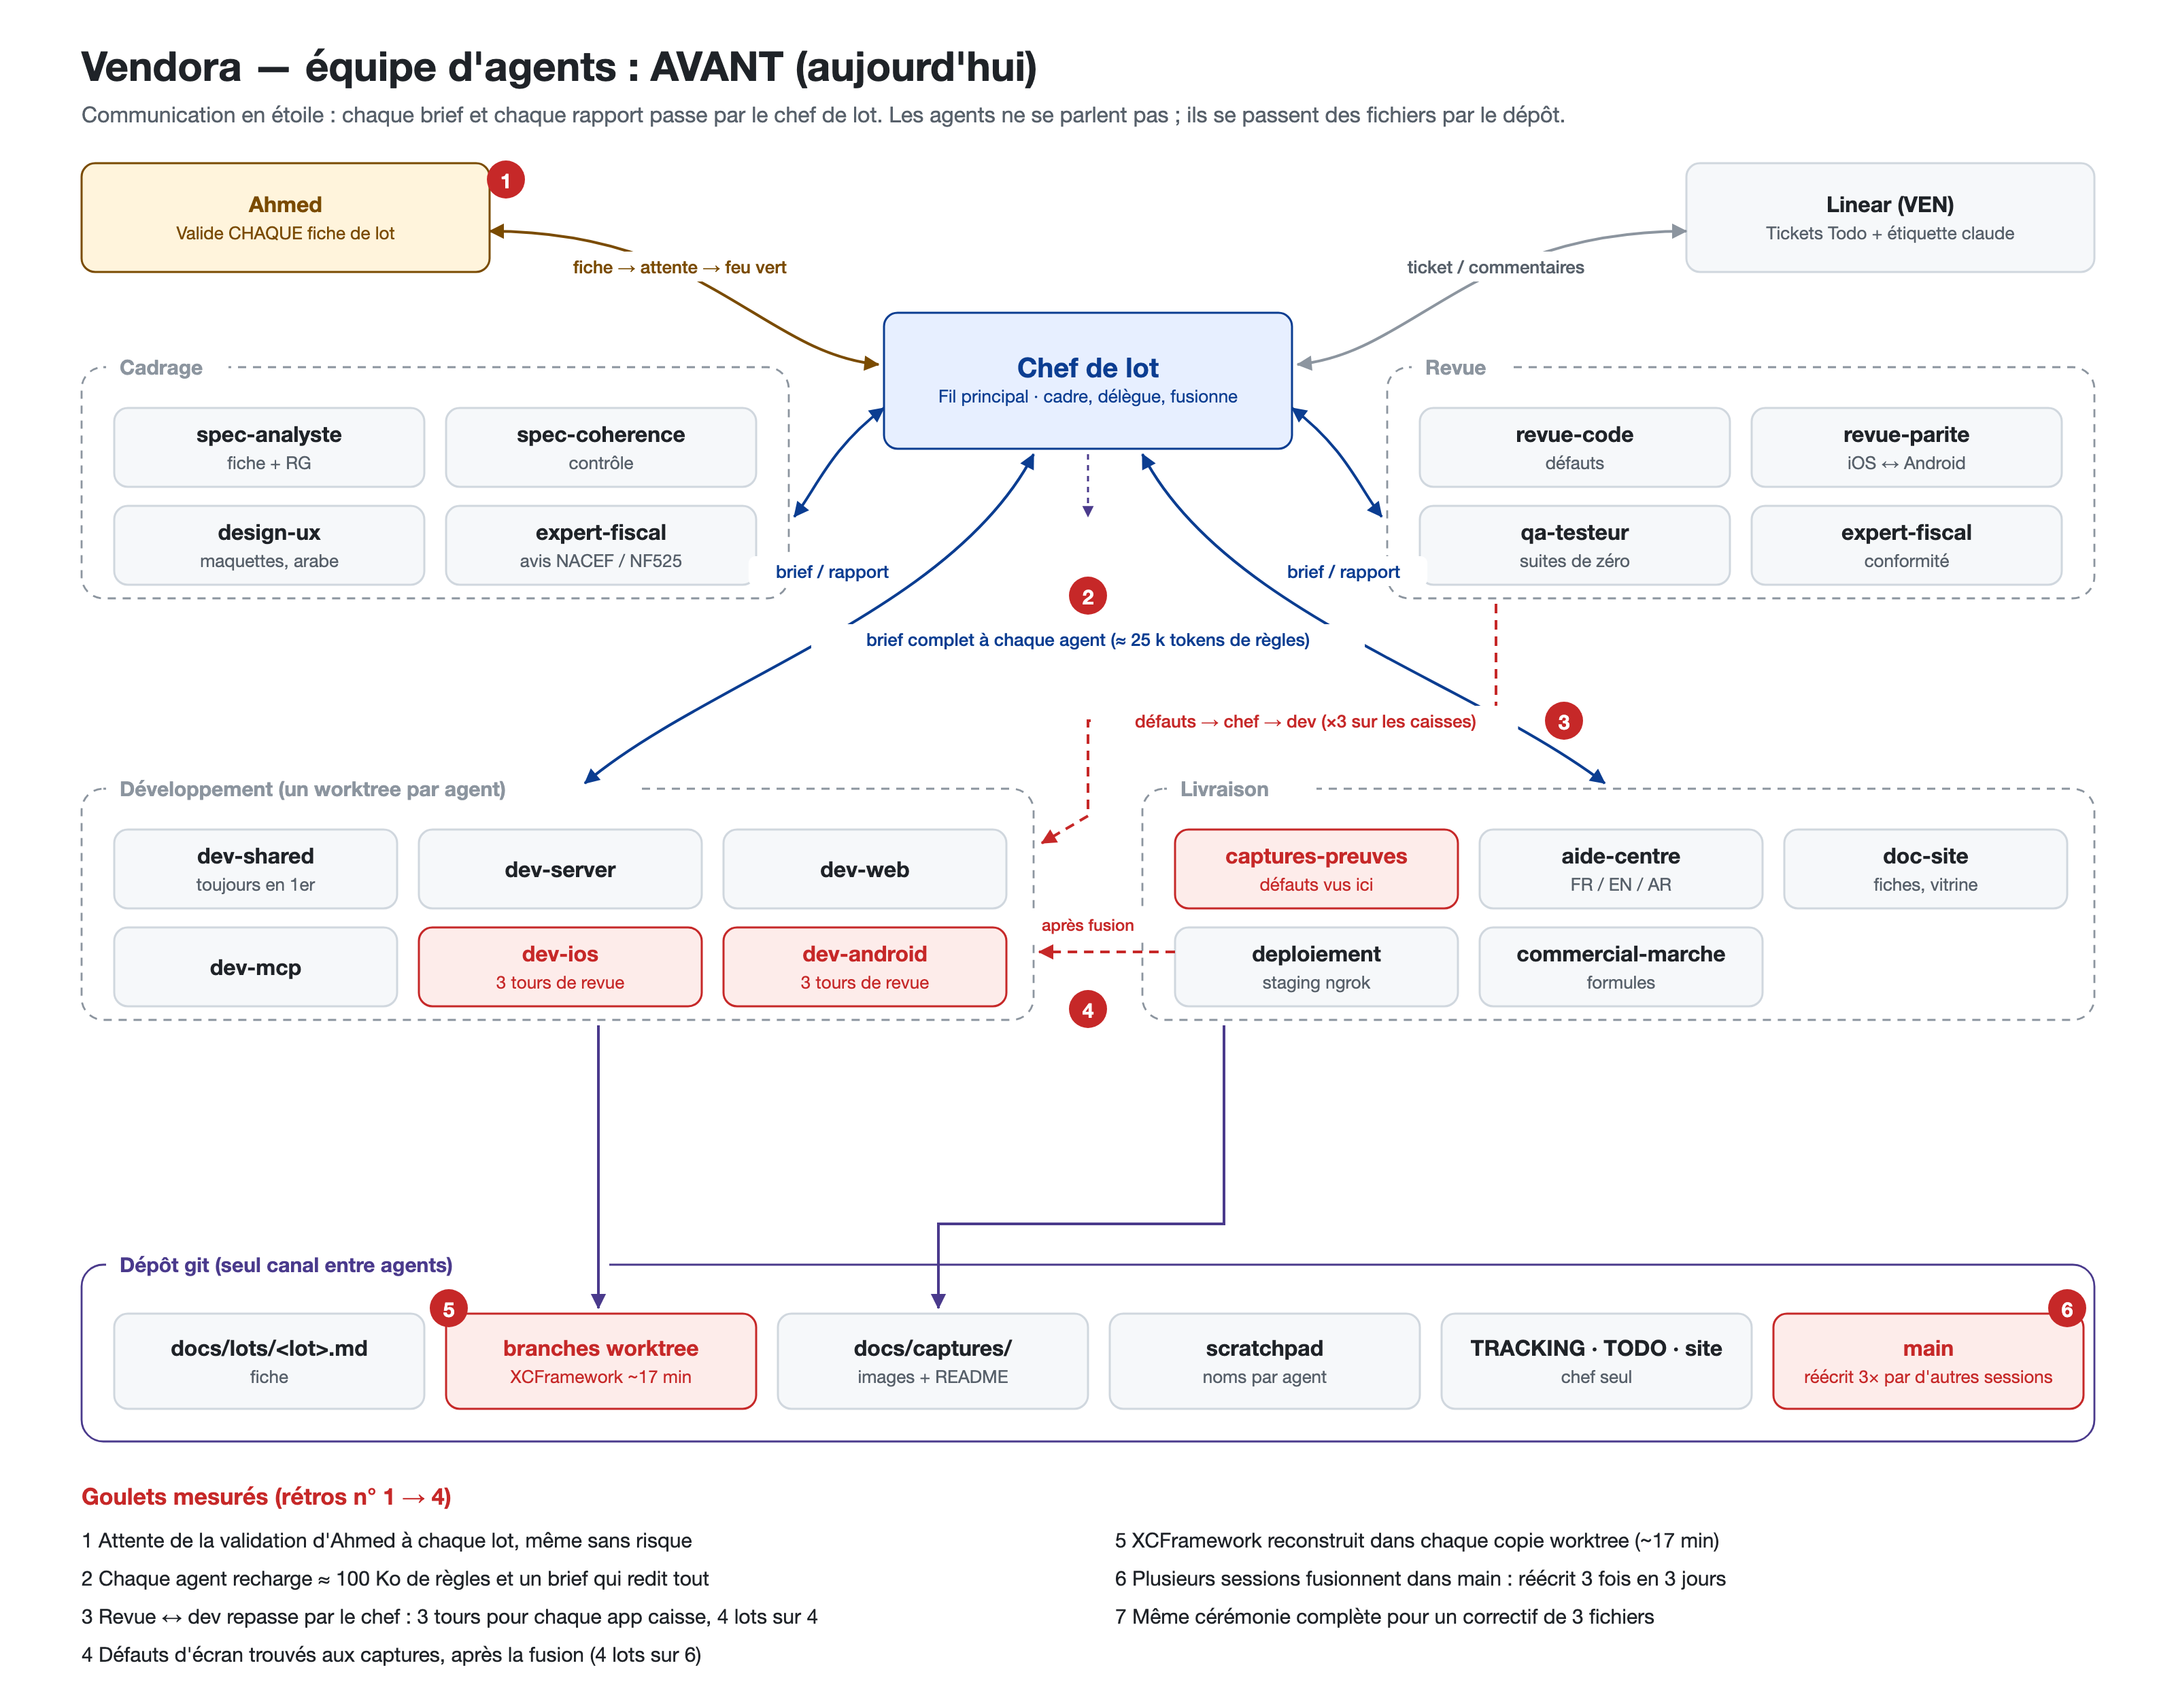 Vendora — équipe d'agents : AVANT (aujourd'hui)
Communication en étoile : chaque brief et chaque rapport passe par le chef de lot. Les agents ne se parlent pas ; ils se passent des fichiers par le dépôt.
Ahmed
Valide CHAQUE fiche de lot
1
Linear (VEN)
Tickets Todo + étiquette claude
fiche → attente → feu vert
ticket / commentaires
Chef de lot
Fil principal · cadre, délègue, fusionne
Cadrage
spec-analyste
fiche + RG
spec-coherence
contrôle
design-ux
maquettes, arabe
expert-fiscal
avis NACEF / NF525
Revue
revue-code
défauts
revue-parite
iOS ↔ Android
qa-testeur
suites de zéro
expert-fiscal
conformité
brief / rapport
brief / rapport
2
brief complet à chaque agent (≈ 25 k tokens de règles)
défauts → chef → dev (×3 sur les caisses)
3
Développement (un worktree par agent)
dev-shared
toujours en 1er
dev-server
dev-web
dev-mcp
dev-ios
3 tours de revue
dev-android
3 tours de revue
après fusion
4
Livraison
captures-preuves
défauts vus ici
aide-centre
FR / EN / AR
doc-site
fiches, vitrine
deploiement
staging ngrok
commercial-marche
formules
Dépôt git (seul canal entre agents)
docs/lots/<lot>.md
fiche
5
branches worktree
XCFramework ~17 min
docs/captures/
images + README
scratchpad
noms par agent
TRACKING · TODO · site
chef seul
6
main
réécrit 3× par d'autres sessions
Goulets mesurés (rétros n° 1 → 4)
1 Attente de la validation d'Ahmed à chaque lot, même sans risque
2 Chaque agent recharge ≈ 100 Ko de règles et un brief qui redit tout
3 Revue ↔ dev repasse par le chef : 3 tours pour chaque app caisse, 4 lots sur 4
4 Défauts d'écran trouvés aux captures, après la fusion (4 lots sur 6)
5 XCFramework reconstruit dans chaque copie worktree (~17 min)
6 Plusieurs sessions fusionnent dans main : réécrit 3 fois en 3 jours
7 Même cérémonie complète pour un correctif de 3 fichiers